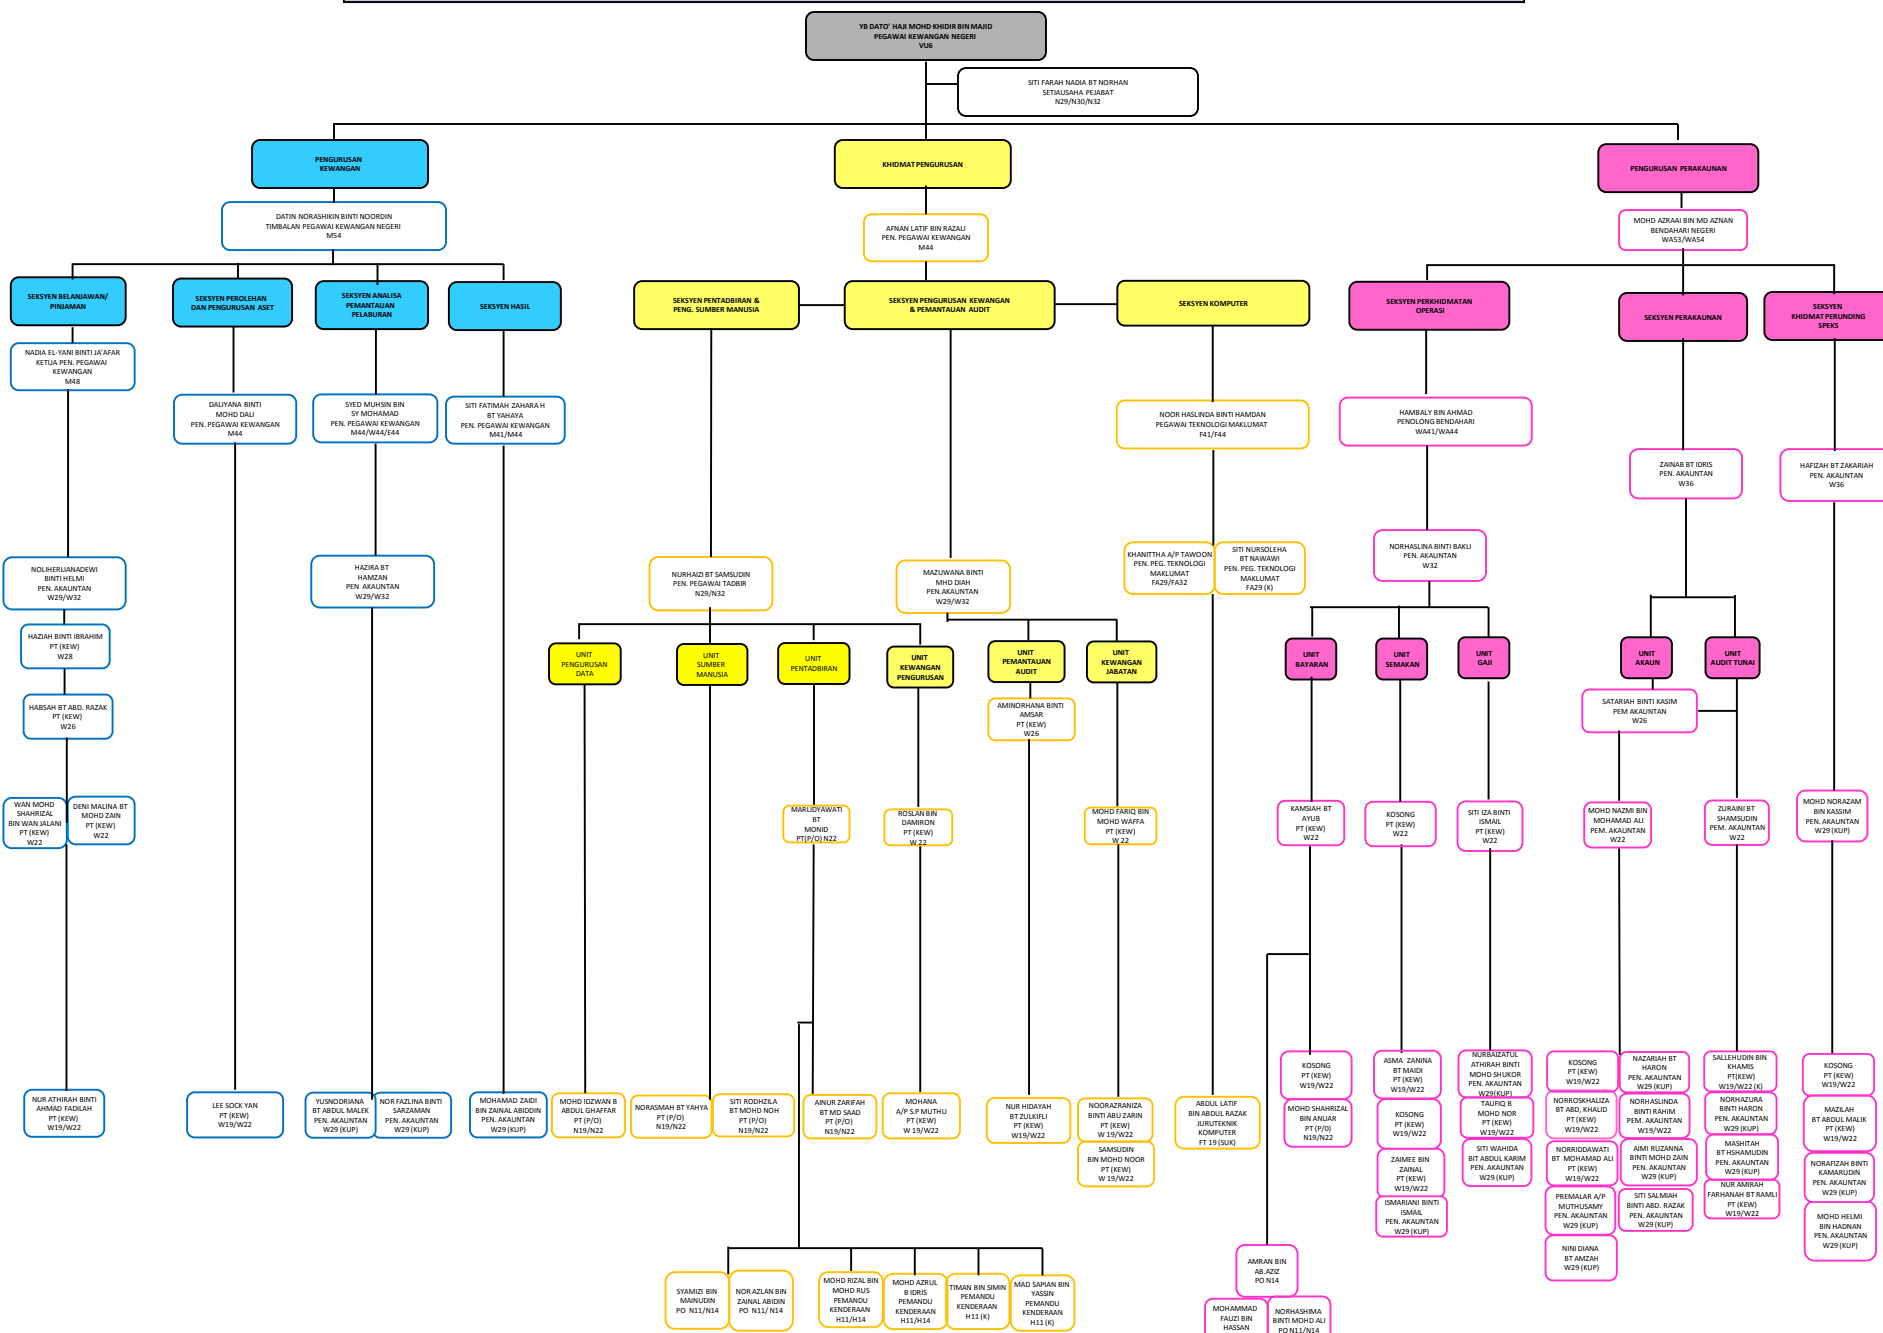 YB DATO' HAJI MOHD KHIDIR BIN MAJID
PEGAWAI KEWANGAN NEGERI
VU6
SITI FARAH NADIA BT NORHAN
SETIAUSAHA PEJABAT
N29/N30/N32
PENGURUSAN
KEWANGAN
KHIDMAT PENGURUSAN
PENGURUSAN PERAKAUNAN
DATIN NORASHIKIN BINTI NOORDIN
TIMBALAN PEGAWAI KEWANGAN NEGERI
M54
AFNAN LATIF BIN RAZALI
PEN. PEGAWAI KEWANGAN
M44
MOHD AZRAAI BIN MD AZNAN
BENDAHARI NEGERI
WA53/WA54
SEKSYEN BELANJAWAN/
PINJAMAN
SEKSYEN PEROLEHAN
DAN PENGURUSAN ASET
SEKSYEN ANALISA
PEMANTAUAN
PELABURAN
SEKSYEN HASIL
SEKSYEN PENTADBIRAN &
PENG. SUMBER MANUSIA
SEKSYEN PENGURUSAN KEWANGAN
& PEMANTAUAN AUDIT
SEKSYEN KOMPUTER
SEKSYEN PERKHIDMATAN
OPERASI
SEKSYEN PERAKAUNAN
SEKSYEN
KHIDMAT PERUNDING
SPEKS
NADIA EL-YANI BINTI JA'AFAR
KETUA PEN. PEGAWAI
KEWANGAN
M48
DALIYANA BINTI
MOHD DALI
PEN. PEGAWAI KEWANGAN
M44
SYED MUHSIN BIN
SY MOHAMAD
PEN. PEGAWAI KEWANGAN
M44/W44/E44
SITI FATIMAH ZAHARA H
BT YAHAYA
PEN. PEGAWAI KEWANGAN
M41/M44
NOOR HASLINDA BINTI HAMDAN
PEGAWAI TEKNOLOGI MAKLUMAT
F41/F44
HAMBALY BIN AHMAD
PENOLONG BENDAHARI
WA41/WA44
ZAINAB BT IDRIS
PEN. AKAUNTAN
W36
HAFIZAH BT ZAKARIAH
PEN. AKAUNTAN
W36
NOLIHERLIANADEWI
BINTI HELMI
PEN. AKAUNTAN
W29/W32
HAZIRA BT
HAMZAN
PEN AKAUNTAN
W29/W32
NURHAIZI BT SAMSUDIN
PEN. PEGAWAI TADBIR
N29/N32
MAZUWANA BINTI
MHD DIAH
PEN.AKAUNTAN
W29/W32
KHANITTHA A/P TAWOON
PEN. PEG. TEKNOLOGI
MAKLUMAT
FA29/FA32
SITI NURSOLEHA
BT NAWAWI
PEN. PEG. TEKNOLOGI
MAKLUMAT
FA29 (K)
NORHASLINA BINTI BAKLI
PEN. AKAUNTAN
W32
HAZIAH BINTI IBRAHIM
PT (KEW)
W28
UNIT
PENGURUSAN
DATA
UNIT
SUMBER
MANUSIA
UNIT
PENTADBIRAN
UNIT
KEWANGAN
PENGURUSAN
UNIT
PEMANTAUAN
AUDIT
UNIT
KEWANGAN
JABATAN
UNIT
BAYARAN
UNIT
SEMAKAN
UNIT
GAJI
UNIT
AKAUN
UNIT
AUDIT TUNAI
HABSAH BT ABD. RAZAK
PT (KEW)
W26
AMINORHANA BINTI
AMSAR
PT (KEW)
W26
SATARIAH BINTI KASIM
PEM AKAUNTAN
W26
WAN MOHD
SHAHRIZAL
BIN WAN JALANI
PT (KEW)
W22
DENI MALINA BT
MOHD ZAIN
PT (KEW)
W22
MARLIDYAWATI
BT
MONID
PT(P/O) N22
ROSLAN BIN
DAMIRON
PT (KEW)
W 22
MOHD FARIQ BIN
MOHD WAFFA
PT (KEW)
W 22
KAMSIAH BT
AYUB
PT (KEW)
W22
KOSONG
PT (KEW)
W22
SITI IZA BINTI
ISMAIL
PT (KEW)
W22
MOHD NAZMI BIN
MOHAMAD ALI
PEM. AKAUNTAN
W22
ZURAINI BT
SHAMSUDIN
PEM. AKAUNTAN
W22
MOHD NORAZAM
BIN KASSIM
PEN. AKAUNTAN
W29 (KUP)
NUR ATHIRAH BINTI
AHMAD FADILAH
PT (KEW)
W19/W22
LEE SOCK YAN
PT (KEW)
W19/W22
YUSNODRIANA
BT ABDUL MALEK
PEN. AKAUNTAN
W29 (KUP)
NOR FAZLINA BINTI
SARZAMAN
PEN. AKAUNTAN
W29 (KUP)
MOHAMAD ZAIDI
BIN ZAINAL ABIDDIN
PEN. AKAUNTAN
W29 (KUP)
MOHD IDZWAN B
ABDUL GHAFFAR
PT (P/O)
N19/N22
NORASMAH BT YAHYA
PT (P/O)
N19/N22
SITI RODHZILA
BT MOHD NOH
PT (P/O)
N19/N22
AINUR ZARIFAH
BT MD SAAD
PT (P/O)
N19/N22
MOHANA
A/P S.P MUTHU
PT (KEW)
W 19/W22
NUR HIDAYAH
BT ZULKIFLI
PT (KEW)
W19/W22
NOORAZRANIZA
BINTI ABU ZARIN
PT (KEW)
W 19/W22
SAMSUDIN
BIN MOHD NOOR
PT (KEW)
W 19/W22
ABDUL LATIF
BIN ABDUL RAZAK
JURUTEKNIK
KOMPUTER
FT 19 (SUK)
KOSONG
PT (KEW)
W19/W22
MOHD SHAHRIZAL
BIN ANUAR
PT (P/0)
N19/N22
ASMA ZANINA
BT MAIDI
PT (KEW)
W19/W22
KOSONG
PT (KEW)
W19/W22
ZAIMEE BIN
ZAINAL
PT (KEW)
W19/W22
ISMARIANI BINTI
ISMAIL
PEN. AKAUNTAN
W29 (KUP)
NURBAIZATUL
ATHIRAH BINTI
MOHD SHUKOR
PEN. AKAUNTAN
W29(KUP)
TAUFIQ B
MOHD NOR
PT (KEW)
W19/W22
SITI WAHIDA
BIT ABDUL KARIM
PEN. AKAUNTAN
W29 (KUP)
KOSONG
PT (KEW)
W19/W22
NORROSKHALIZA
BT ABD, KHALID
PT (KEW)
W19/W22
NORRIDDAWATI
BT MOHAMAD ALI
PT (KEW)
W19/W22
PREMALAR A/P
MUTHUSAMY
PEN. AKAUNTAN
W29 (KUP)
NINI DIANA
BT AMZAH
W29 (KUP)
NAZARIAH BT
HARON
PEN. AKAUNTAN
W29 (KUP)
NORHASLINDA
BINTI RAHIM
PEM. AKAUNTAN
W19/W22
AIMI RUZANNA
BINTI MOHD ZAIN
PEN. AKAUNTAN
W29 (KUP)
SITI SALMIAH
BINTI ABD. RAZAK
PEN. AKAUNTAN
W29 (KUP)
SALLEHUDIN BIN
KHAMIS
PT(KEW)
W19/W22 (K)
NORHAZURA
BINTI HARON
PEN. AKAUNTAN
W29 (KUP)
MASHITAH
BT HSHAMUDIN
PEN. AKAUNTAN
W29 (KUP)
NUR AMIRAH
FARHANAH BT RAMLI
PT (KEW)
W19/W22
KOSONG
PT (KEW)
W19/W22
MAZILAH
BT ABDUL MALIK
PT (KEW)
W19/W22
NORAFIZAH BINTI
KAMARUDIN
PEN. AKAUNTAN
W29 (KUP)
MOHD HELMI
BIN HADNAN
PEN. AKAUNTAN
W29 (KUP)
SYAMIZI BIN
MAINUDIN
PO N11/N14
NOR AZLAN BIN
ZAINAL ABIDIN
PO N11/ N14
MOHD RIZAL BIN
MOHD RUS
PEMANDU
KENDERAAN
H11/H14
MOHD AZRUL
B IDRIS
PEMANDU
KENDERAAN
H11/H14
TIMAN BIN SIMIN
PEMANDU
KENDERAAN
H11 (K)
MAD SAPIAN BIN
YASSIN
PEMANDU
KENDERAAN
H11 (K)
AMRAN BIN
AB.AZIZ
PO N14
MOHAMMAD
FAUZI BIN
HASSAN
NORHASHIMA
BINTI MOHD ALI
PO N11/N14